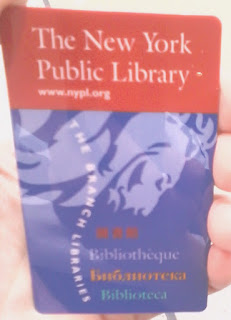 The New York
Public Library
www.nypl.org
THE BRANCH LIBRARIES
Bibliothèque
Библиотека
Biblioteca